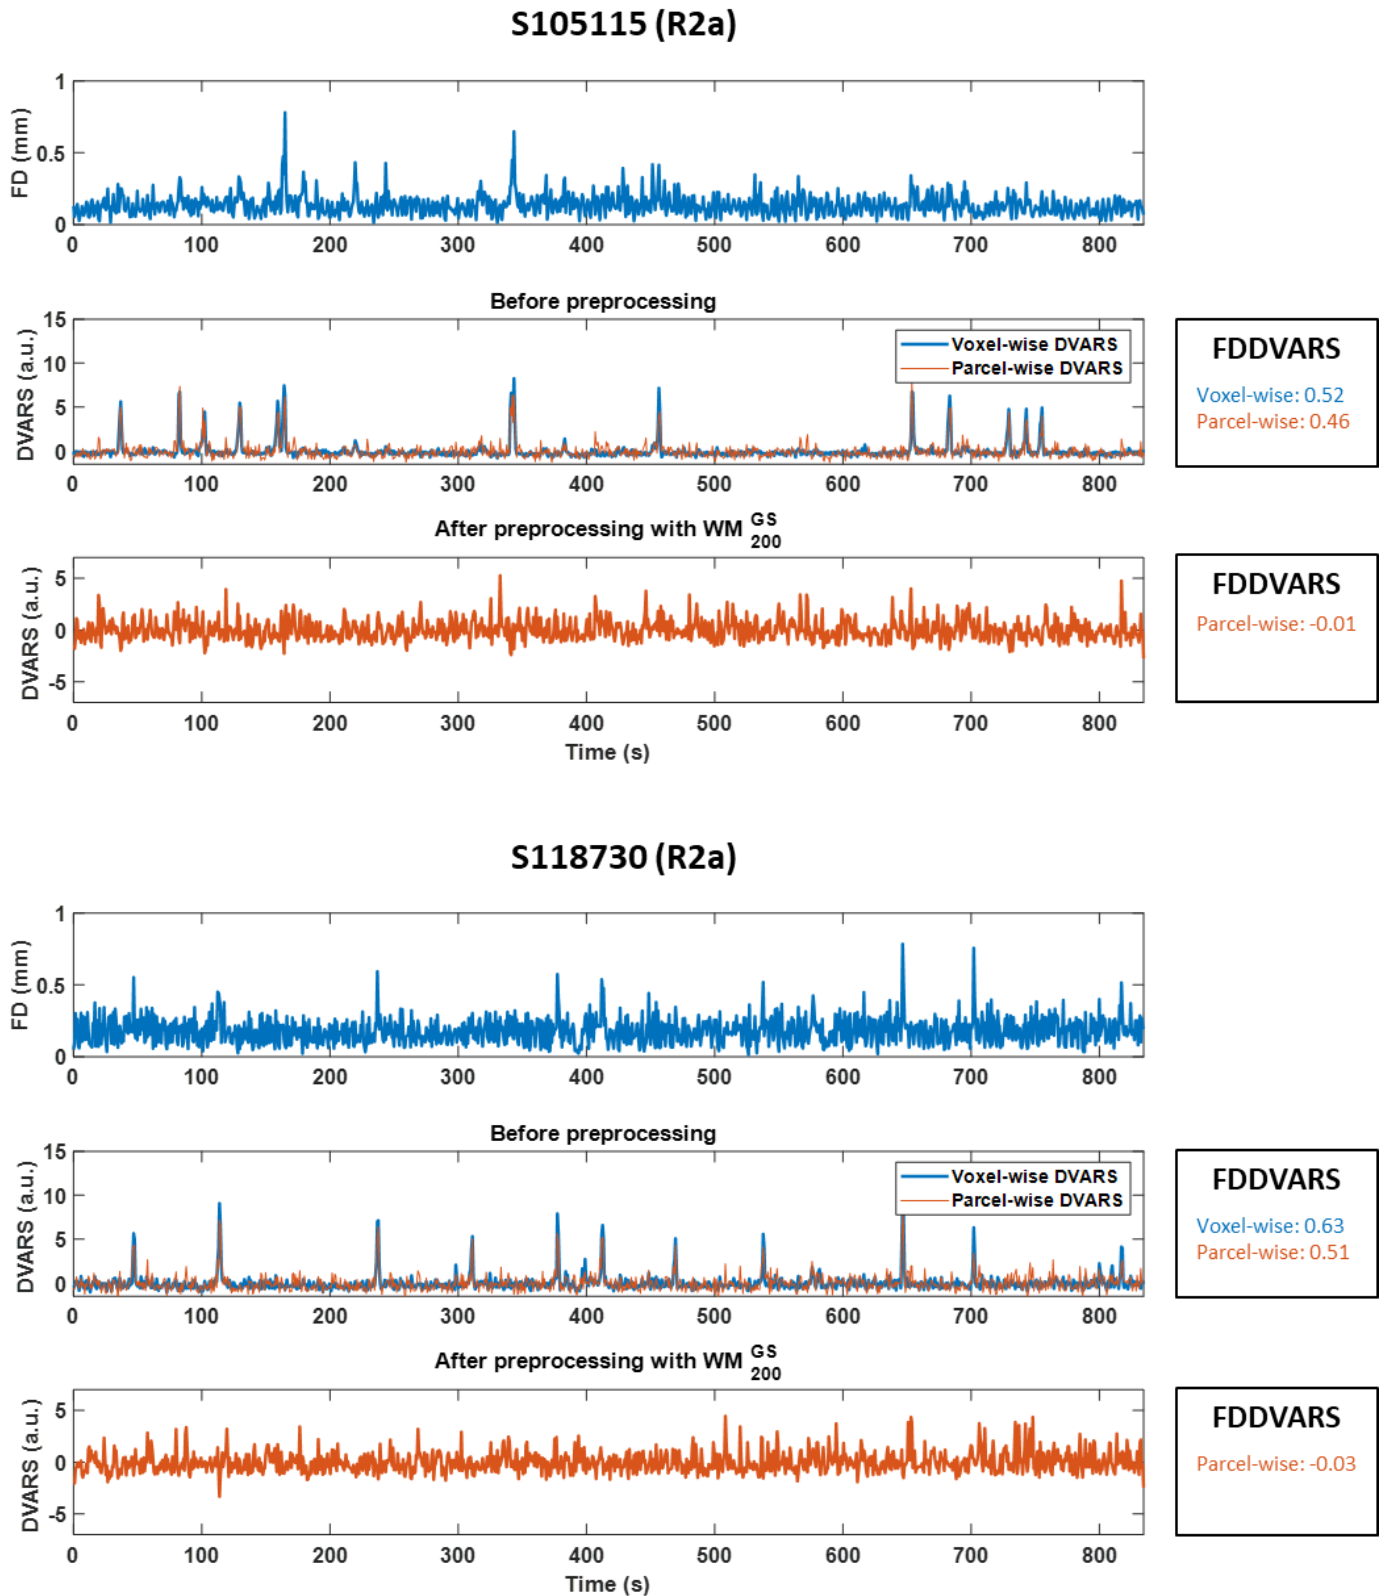 S105115 (R2a)
FD (mm)
1
0.5
0
0 100 200 300 400 500 600 700 800
Before preprocessing
DVARS (a.u.)
15
10
5
0
Voxel-wise DVARS
Parcel-wise DVARS
0 100 200 300 400 500 600 700 800
FDDVARS
Voxel-wise: 0.52
Parcel-wise: 0.46
After preprocessing with WM GS 200
DVARS (a.u.)
5
0
-5
0 100 200 300 400 500 600 700 800
Time (s)
FDDVARS
Parcel-wise: -0.01
S118730 (R2a)
FD (mm)
1
0.5
0
0 100 200 300 400 500 600 700 800
Before preprocessing
DVARS (a.u.)
15
10
5
0
Voxel-wise DVARS
Parcel-wise DVARS
0 100 200 300 400 500 600 700 800
FDDVARS
Voxel-wise: 0.63
Parcel-wise: 0.51
After preprocessing with WM GS 200
DVARS (a.u.)
5
0
-5
0 100 200 300 400 500 600 700 800
Time (s)
FDDVARS
Parcel-wise: -0.03